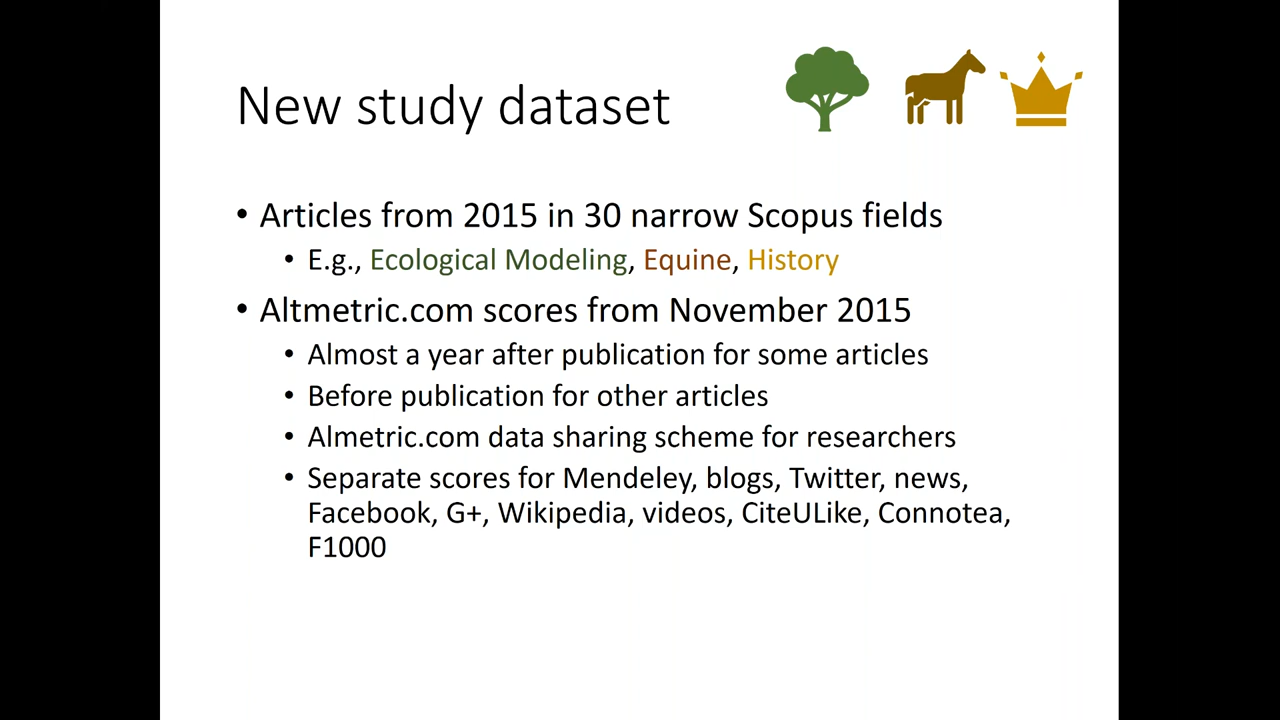 New study dataset
• Articles from 2015 in 30 narrow Scopus fields
• E.g., Ecological Modeling, Equine, History
• Altmetric.com scores from November 2015
• Almost a year after publication for some articles
• Before publication for other articles
• Almetric.com data sharing scheme for researchers
• Separate scores for Mendeley, blogs, Twitter, news,
Facebook, G+, Wikipedia, videos, CiteULike, Connotea,
F1000